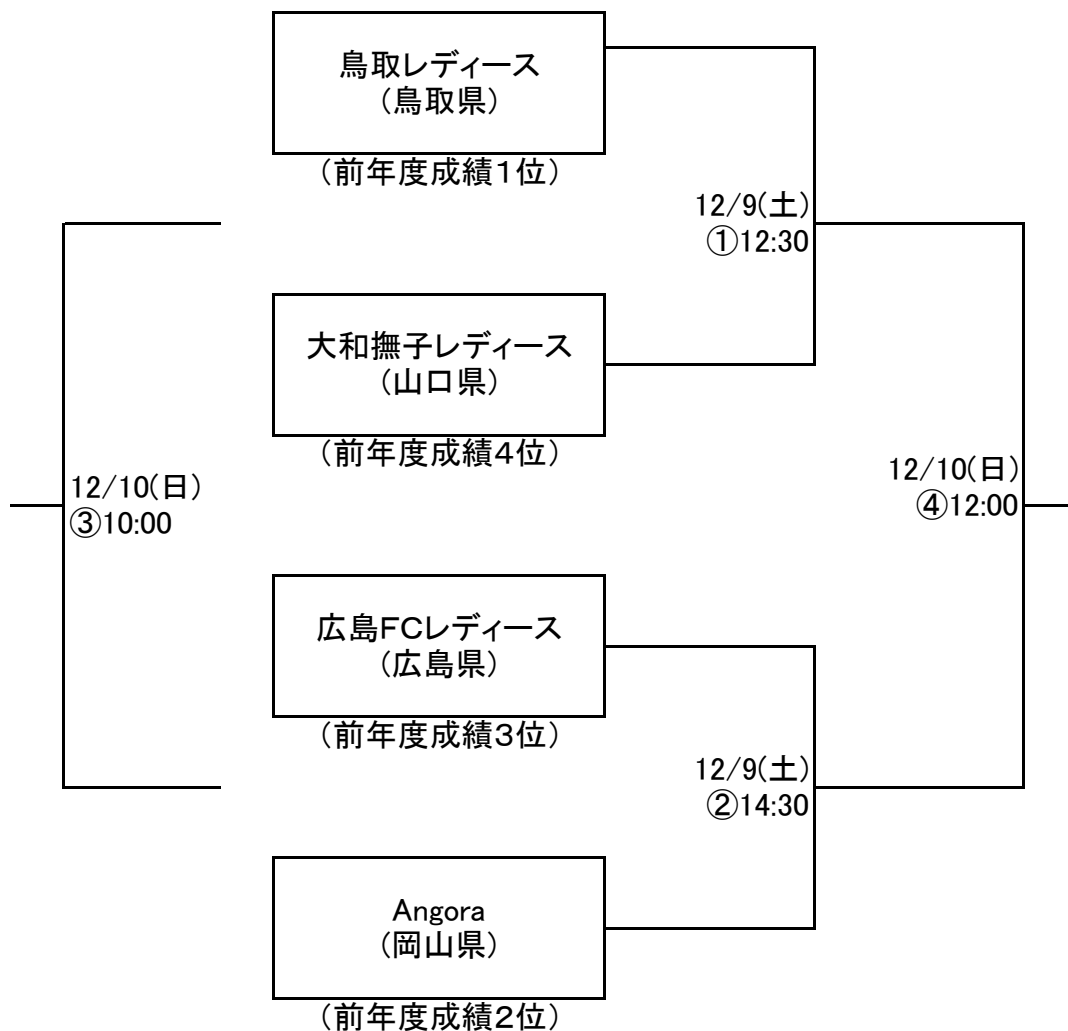 鳥取レディース
（鳥取県）
（前年度成績１位）
12/9(土)
①12:30
大和撫子レディース
（山口県）
（前年度成績４位）
12/10(日)
③10:00
12/10(日)
④12:00
広島FCレディース
（広島県）
（前年度成績３位）
12/9(土)
②14:30
Angora
（岡山県）
（前年度成績２位）